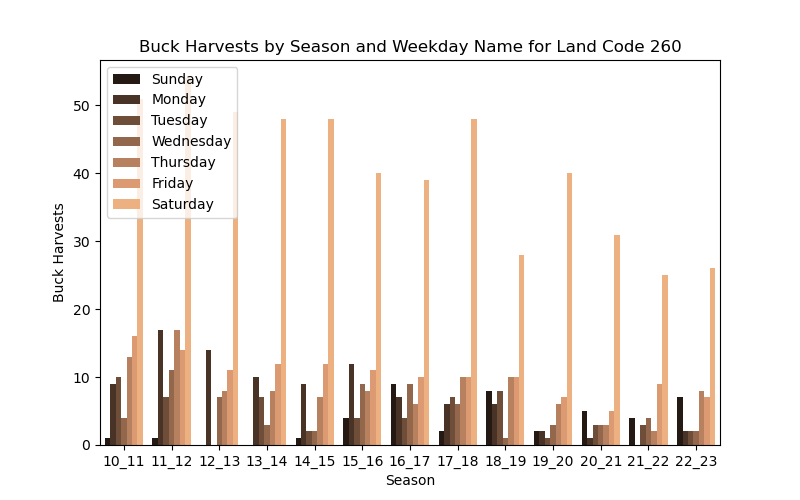 Buck Harvests by Season and Weekday Name for Land Code 260
Sunday
Monday
Tuesday
Wednesday
Thursday
Friday
Saturday
50
40
30
20
10
0
Buck Harvests
10_11 11_12 12_13 13_14 14_15 15_16 16_17 17_18 18_19 19_20 20_21 21_22 22_23
Season